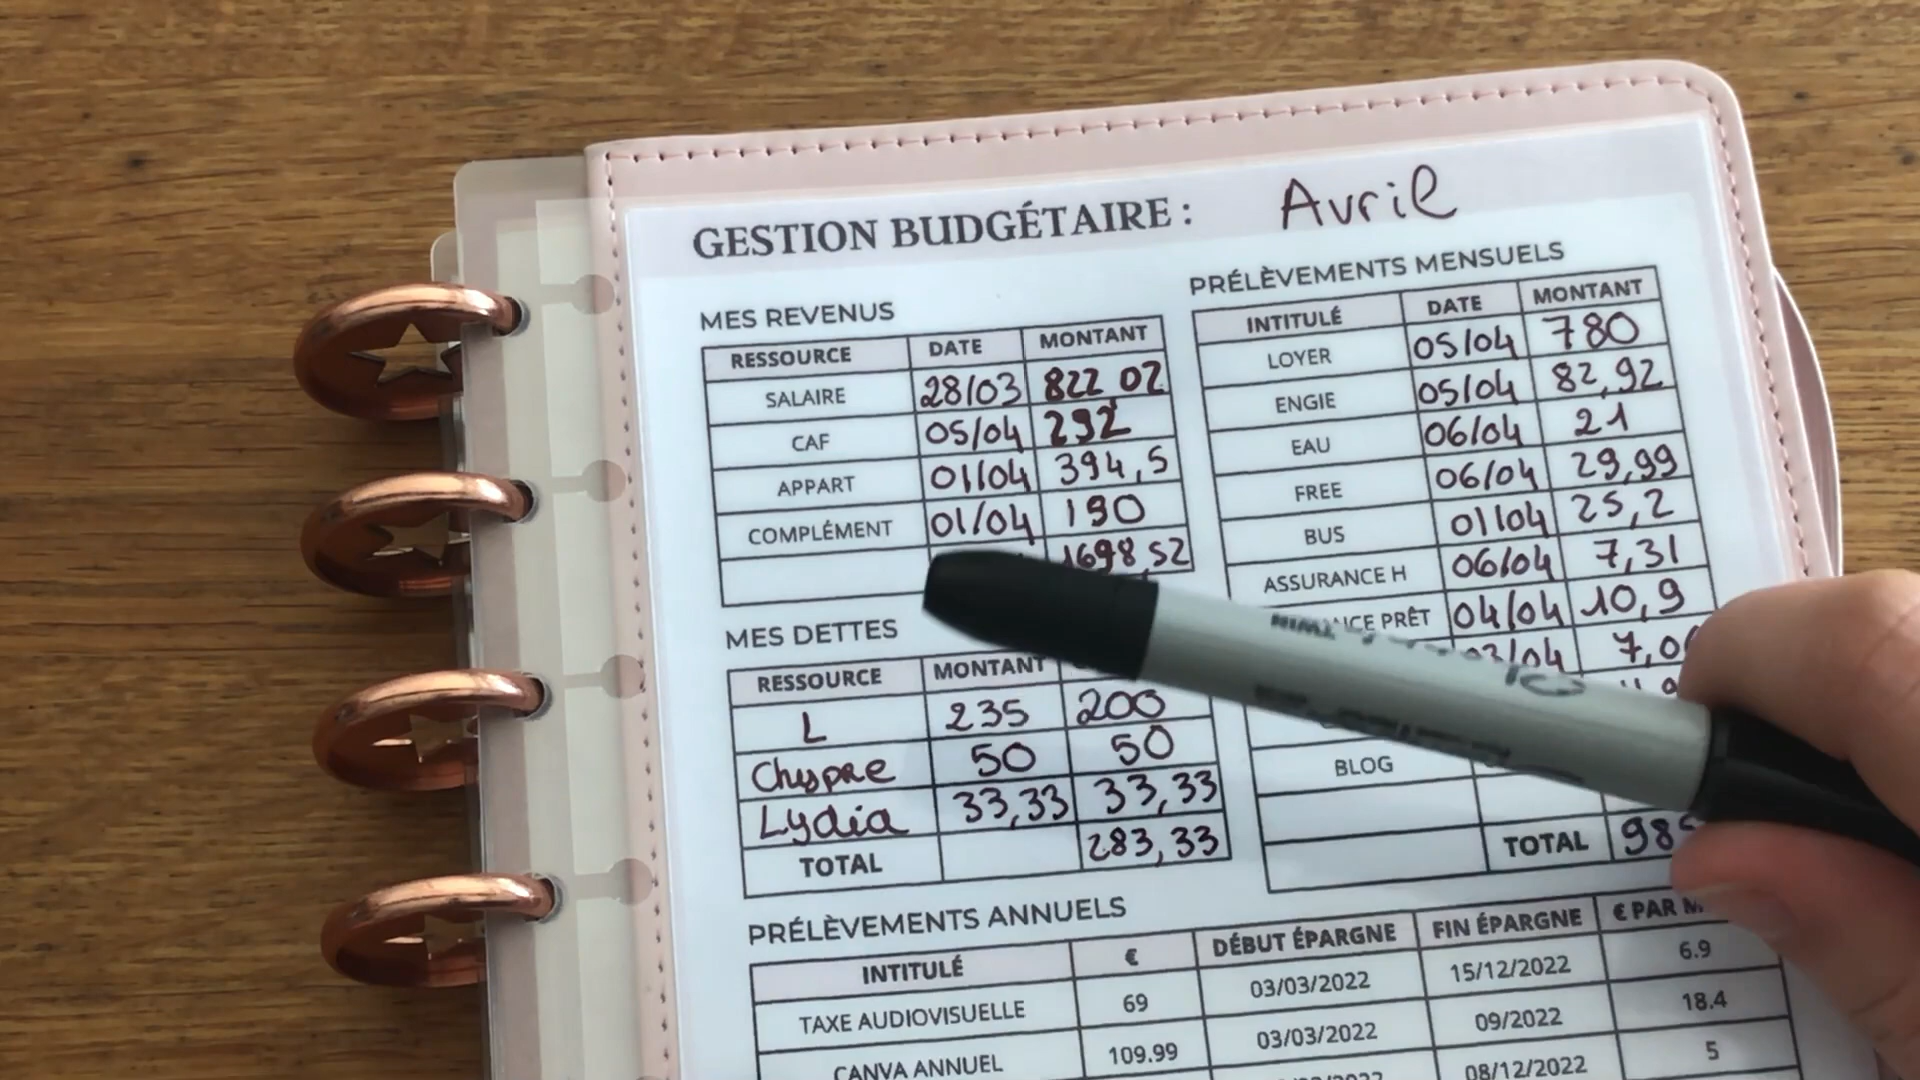 GESTION BUDGÉTAIRE : Avril
MES REVENUS
RESSOURCE DATE MONTANT
SALAIRE 28/03 822,02
CAF 05/04 292
APPART 01/04 394,5
COMPLÉMENT 01/04 190
1698,52
MES DETTES
RESSOURCE MONTANT
L 235 200
Chypre 50 50
Lydia 33,33 33,33
TOTAL 283,33
PRÉLÈVEMENTS MENSUELS
INTITULÉ DATE MONTANT
LOYER 05/04 780
ENGIE 05/04 82,92
EAU 06/04 21
FREE 06/04 29,99
BUS 01/04 25,2
ASSURANCE H 06/04 7,31
PRÊT 04/04 10,9
BLOG
TOTAL
PRÉLÈVEMENTS ANNUELS
INTITULÉ € DÉBUT ÉPARGNE FIN ÉPARGNE € PAR
TAXE AUDIOVISUELLE 69 03/03/2022 15/12/2022 6.9
CANVA ANNUEL 109.99 03/03/2022 09/2022 18.4
08/12/2022 5